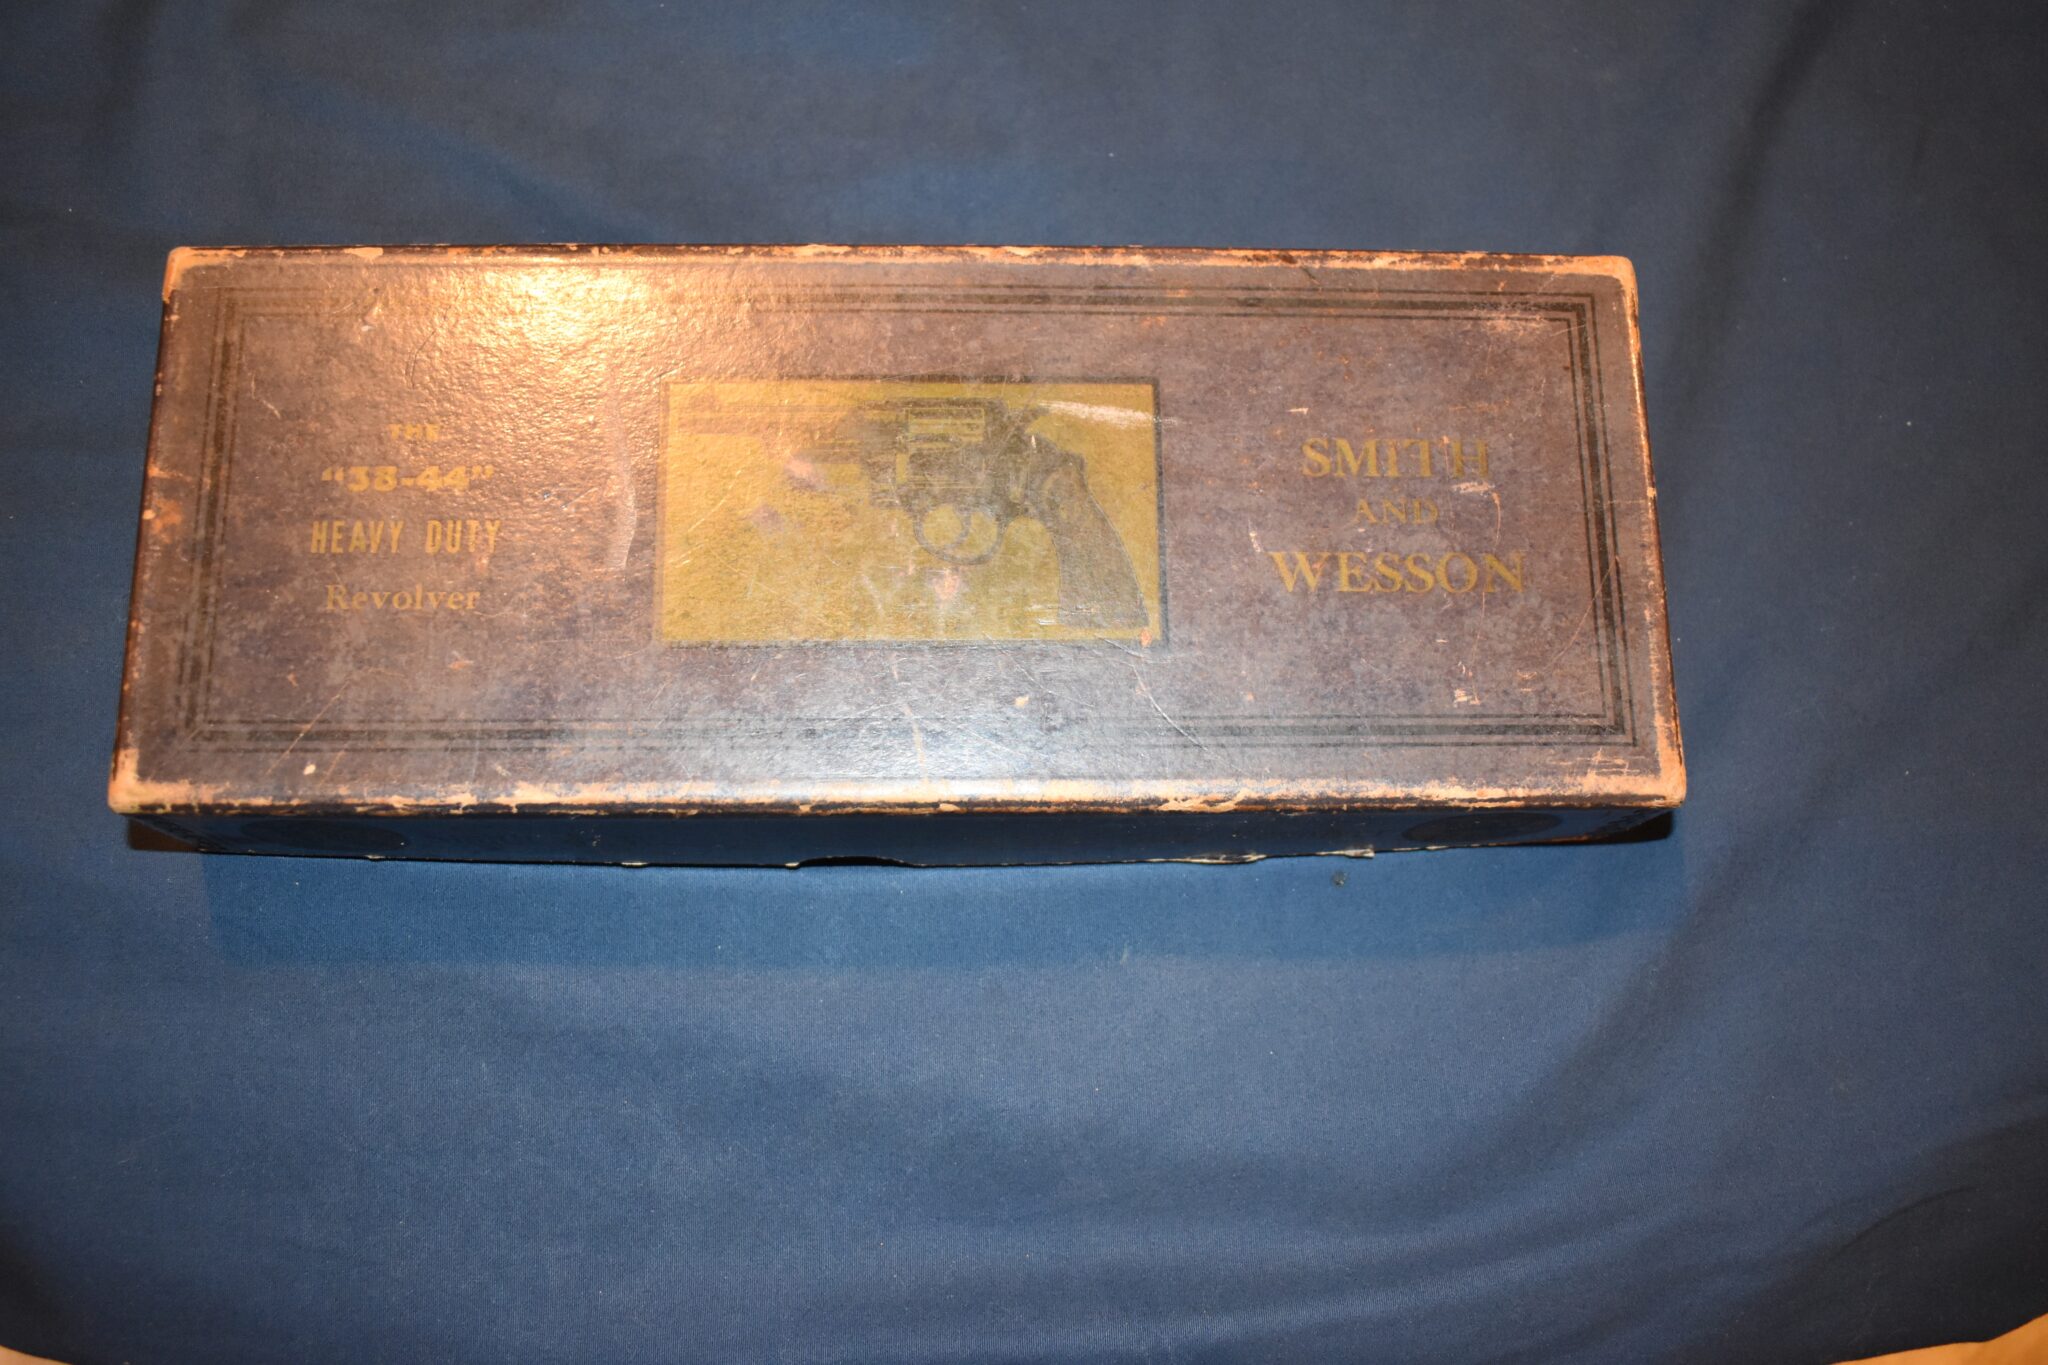 THE
"38-44"
HEAVY DUTY
Revolver
SMITH
AND
WESSON